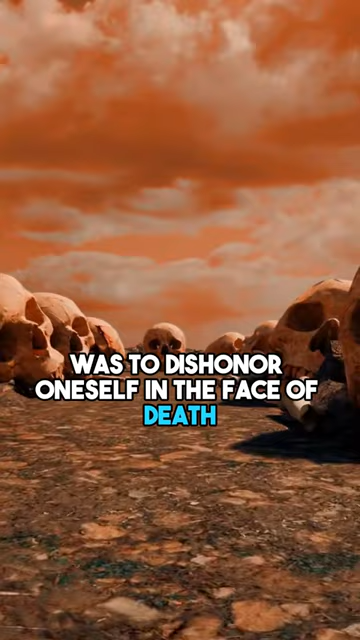 WAS TO DISHONOR
ONESELF IN THE FACE OF
DEATH